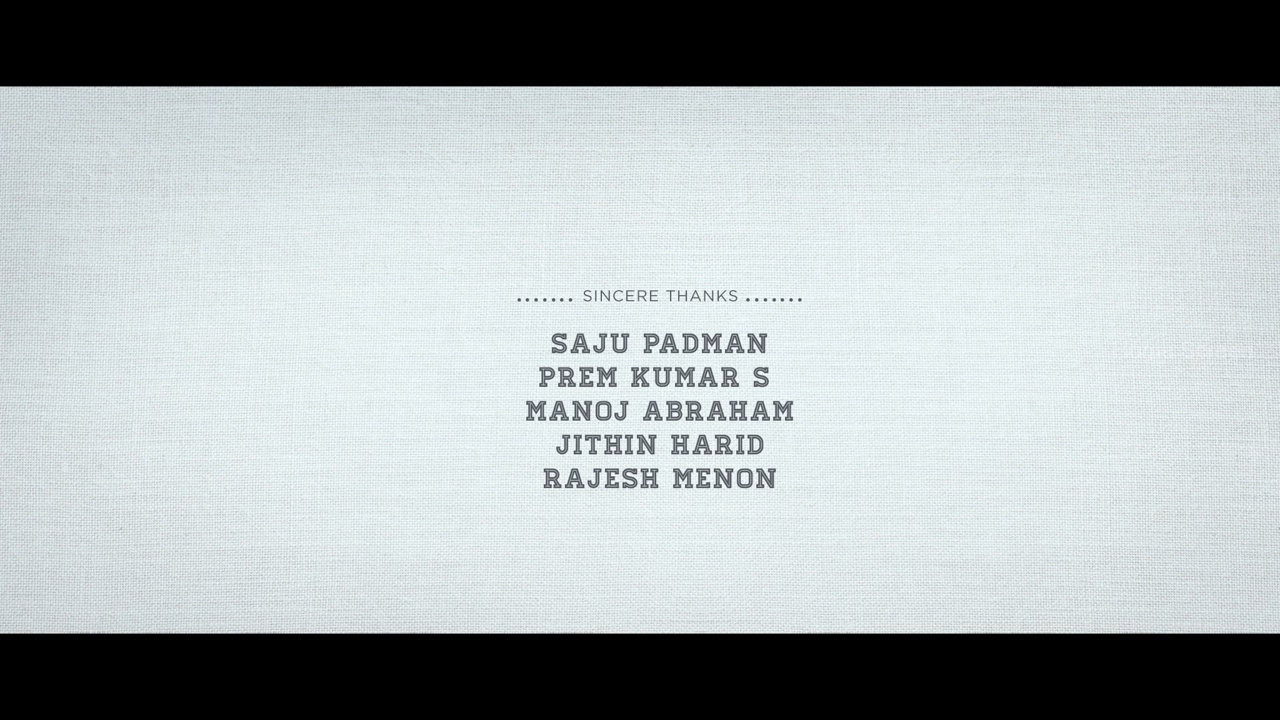 ....... SINCERE THANKS .......
SAJU PADMAN
PREM KUMAR S
MANOJ ABRAHAM
JITHIN HARID
RAJESH MENON